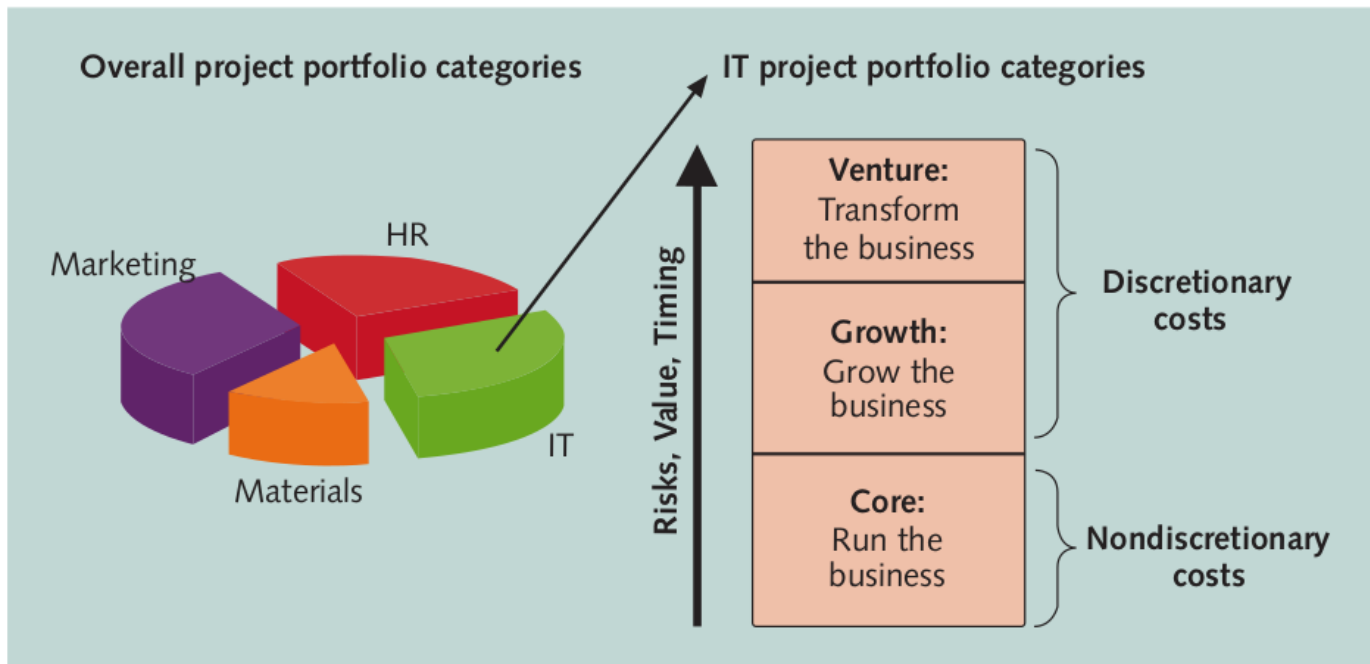 Overall project portfolio categories
IT project portfolio categories
HR
Marketing
Materials
IT
Risks, Value, Timing
Venture:
Transform
the business
Growth:
Grow the
business
Core:
Run the
business
Discretionary
costs
Nondiscretionary
costs